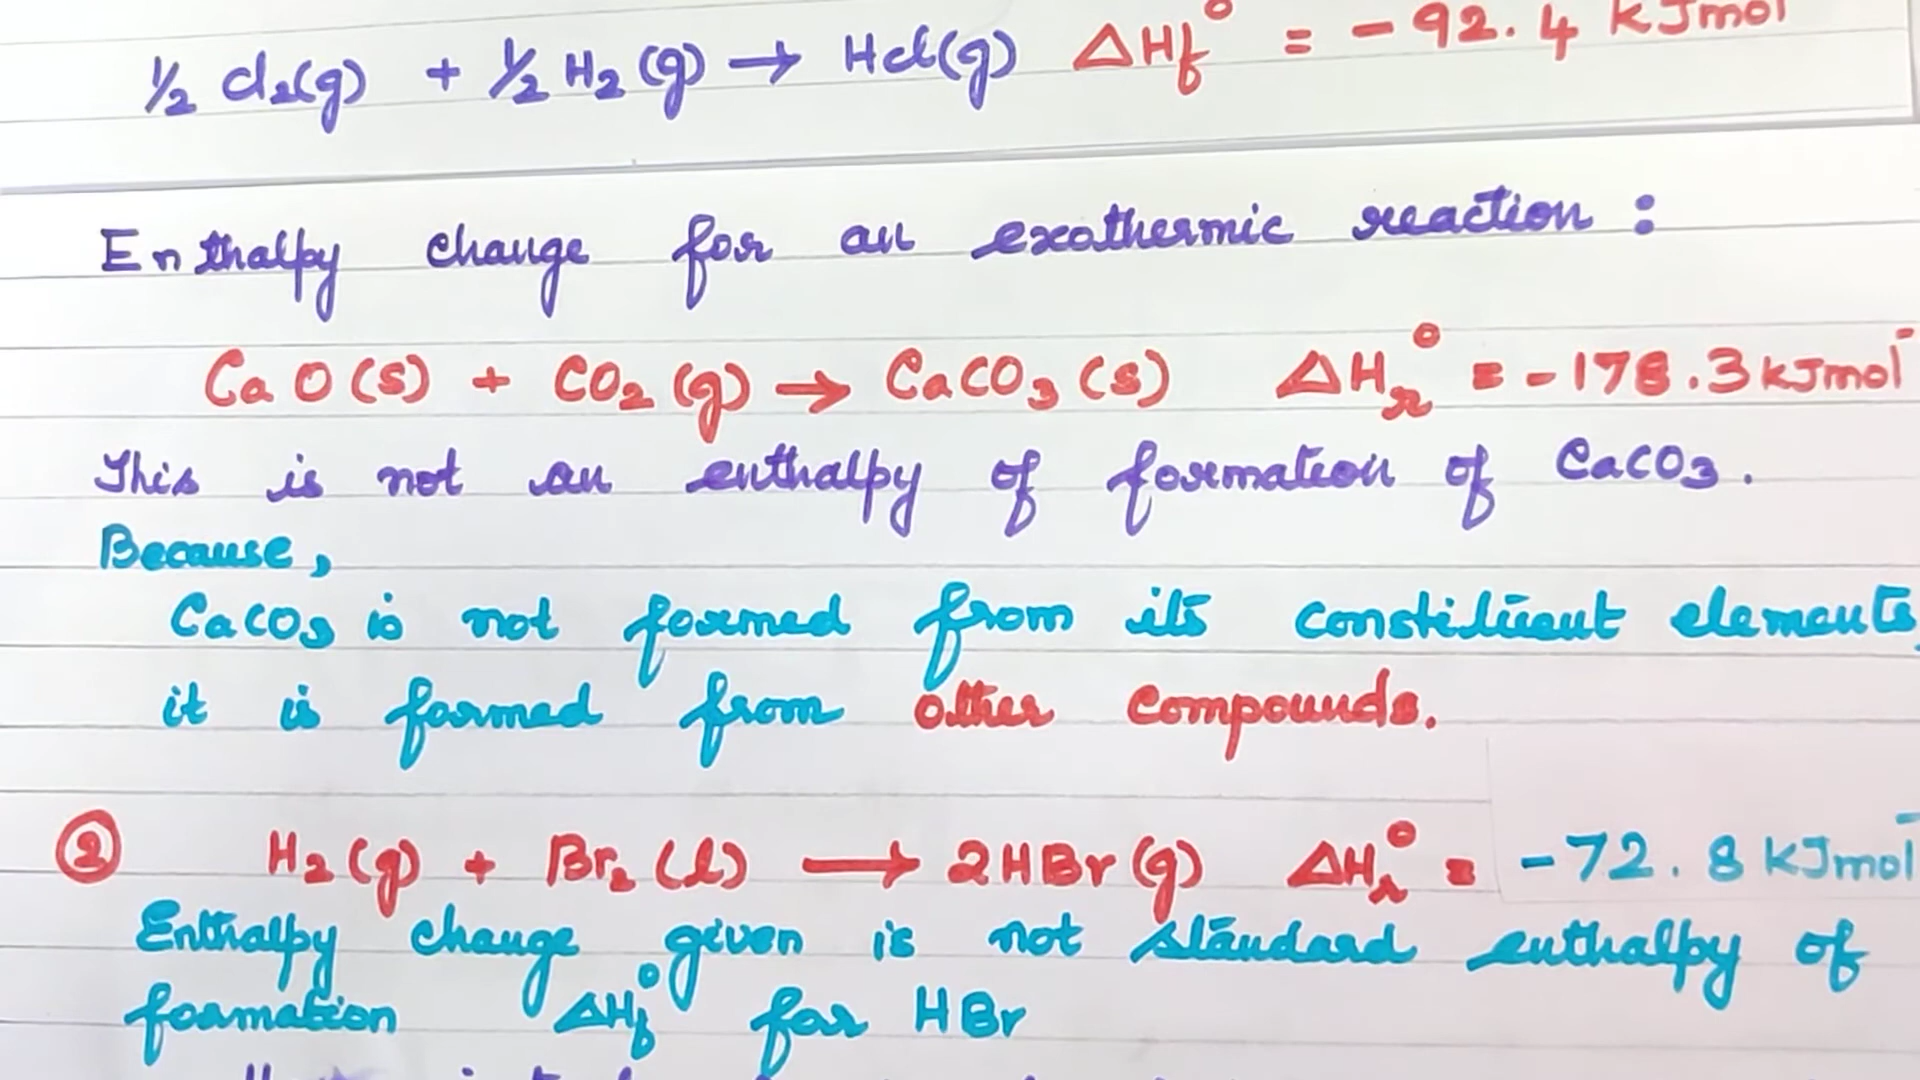 ½ Cl₂(g) + ½ H₂(g) → HCl(g) ΔHf° = -92.4 kJmol
Enthalpy change for an exothermic reaction :
CaO(s) + CO₂(g) → CaCO₃(s) ΔHr° = -178.3 kJmol⁻
This is not an enthalpy of formation of CaCO₃.
Because,
CaCO₃ is not formed from its constituent elements,
it is formed from other compounds.
② H₂(g) + Br₂(l) → 2HBr(g) ΔHr° = -72.8 kJmol⁻
Enthalpy change given is not standard enthalpy of
formation ΔHf° for HBr